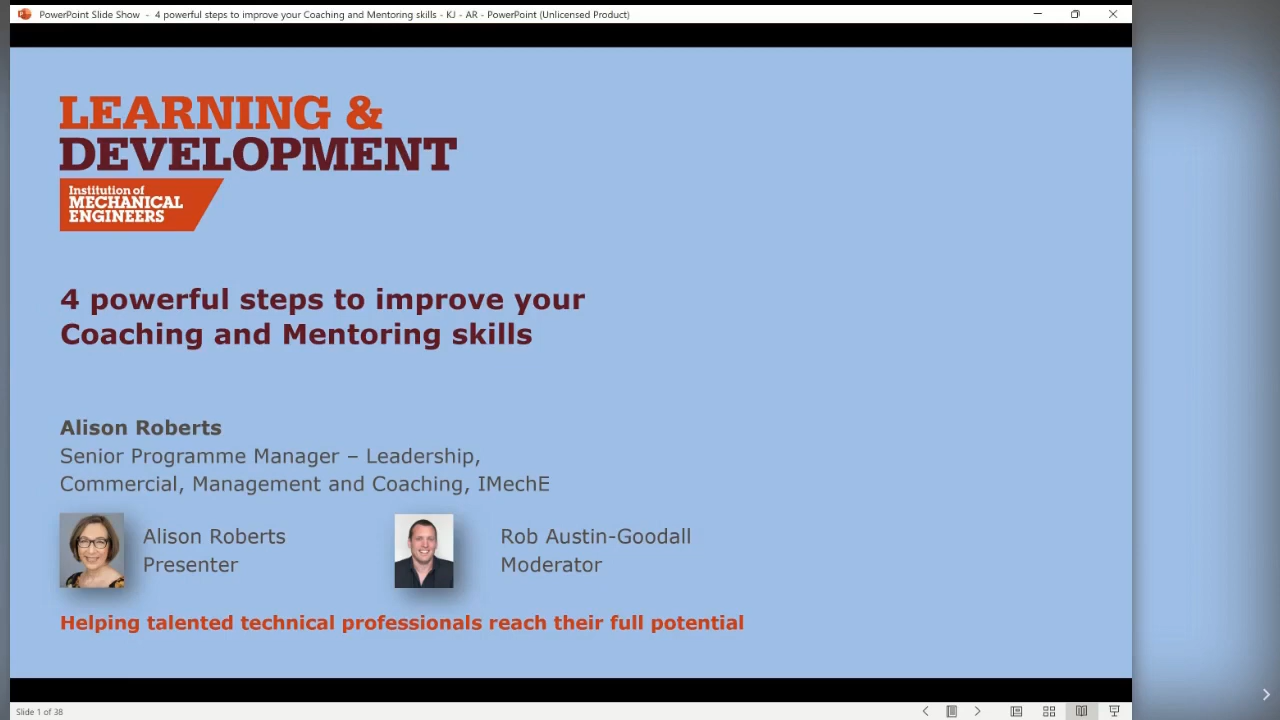 PowerPoint Slide Show - 4 powerful steps to improve your Coaching and Mentoring skills - KJ - AR - PowerPoint (Unlicensed Product)
LEARNING &
DEVELOPMENT
Institution of
MECHANICAL
ENGINEERS
4 powerful steps to improve your
Coaching and Mentoring skills
Alison Roberts
Senior Programme Manager – Leadership,
Commercial, Management and Coaching, IMechE
Alison Roberts
Presenter
Rob Austin-Goodall
Moderator
Helping talented technical professionals reach their full potential
Slide 1 of 38